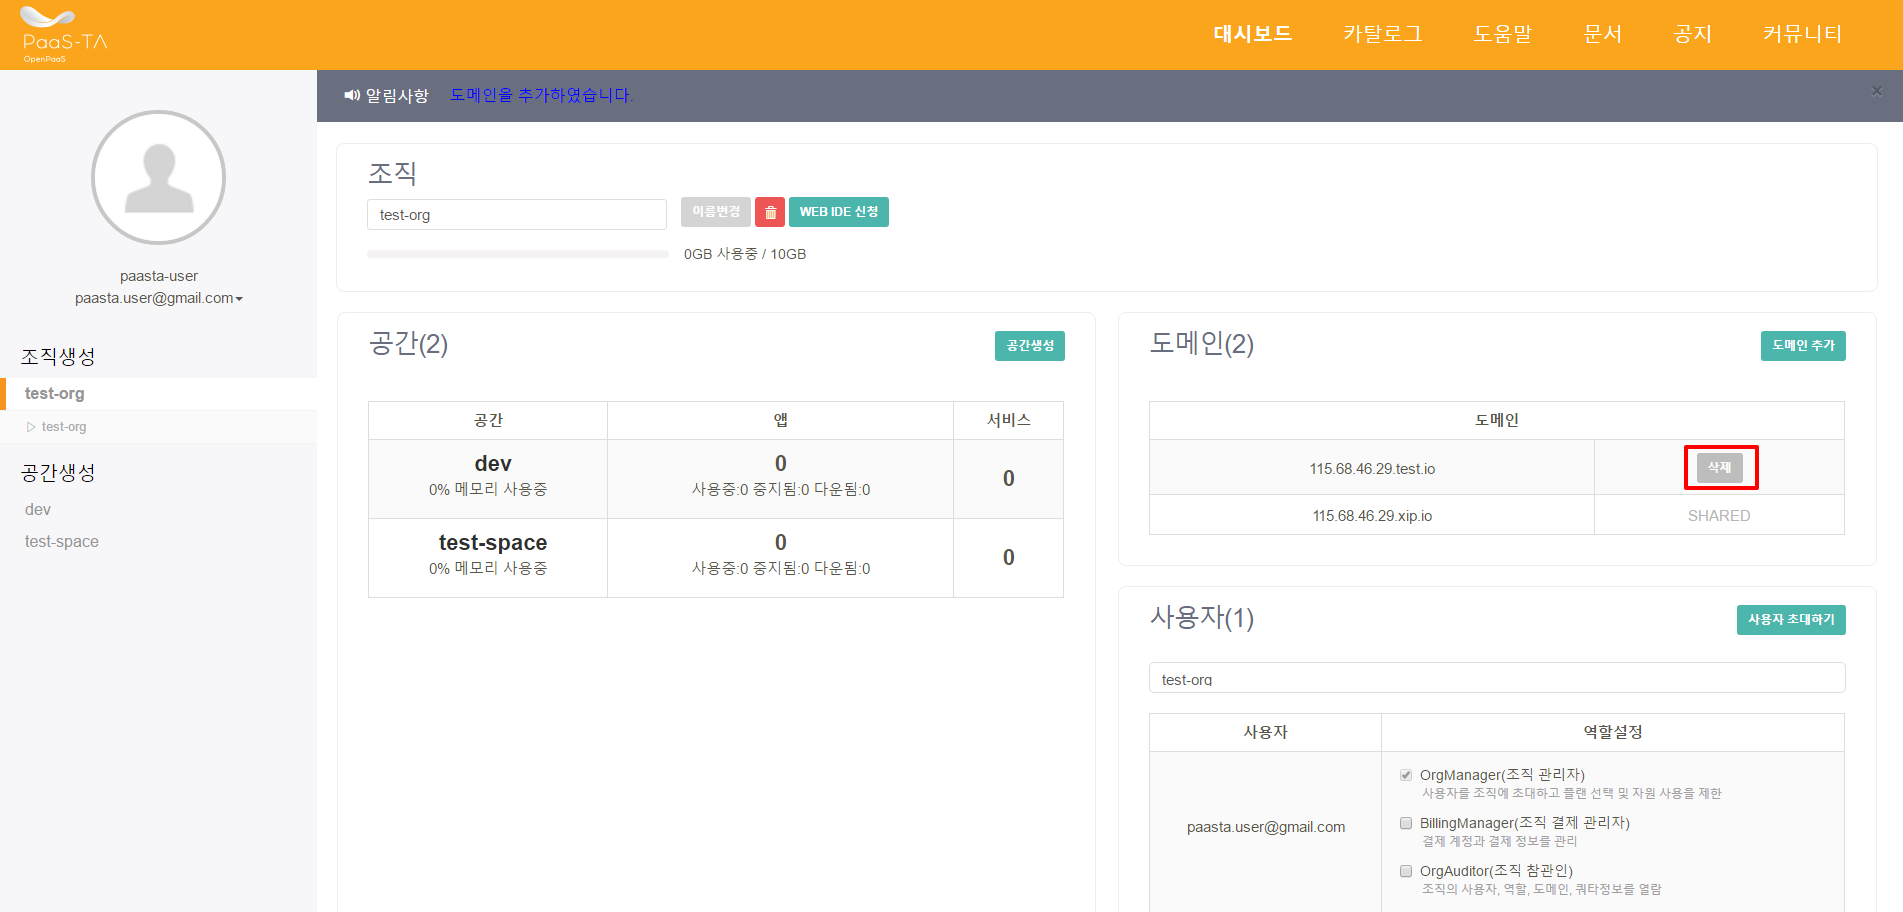 PaaS-TA
OpenPaaS
대시보드 카탈로그 도움말 문서 공지 커뮤니티
알림사항 도메인을 추가하였습니다. ×
paasta-user
paasta.user@gmail.com
조직생성
test-org
test-org
공간생성
dev
test-space
조직
test-org 이름변경 WEB IDE 신청
0GB 사용중 / 10GB
공간(2) 공간생성
공간 앱 서비스
dev 0 0
0% 메모리 사용중 사용중:0 중지됨:0 다운됨:0
test-space 0 0
0% 메모리 사용중 사용중:0 중지됨:0 다운됨:0
도메인(2) 도메인 추가
도메인
115.68.46.29.test.io 삭제
115.68.46.29.xip.io SHARED
사용자(1) 사용자 초대하기
test-org
사용자 역할설정
paasta.user@gmail.com
OrgManager(조직 관리자)
사용자를 조직에 초대하고 플랜 선택 및 자원 사용을 제한
BillingManager(조직 결제 관리자)
결제 계정과 결제 정보를 관리
OrgAuditor(조직 참관인)
조직의 사용자, 역할, 도메인, 쿼타정보를 열람